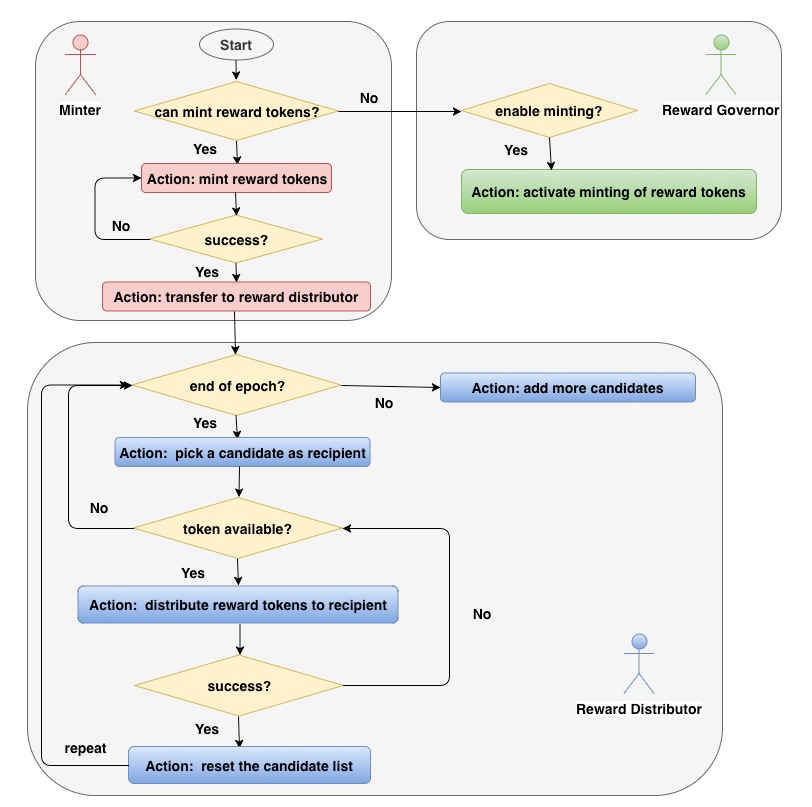 Start
Minter
can mint reward tokens?
No
enable minting?
Reward Governor
Yes
Yes
Action: mint reward tokens
Action: activate minting of reward tokens
No
success?
Yes
Action: transfer to reward distributor
end of epoch?
Action: add more candidates
No
Yes
Action: pick a candidate as recipient
No
token available?
Yes
Action: distribute reward tokens to recipient
No
success?
Reward Distributor
Yes
repeat
Action: reset the candidate list